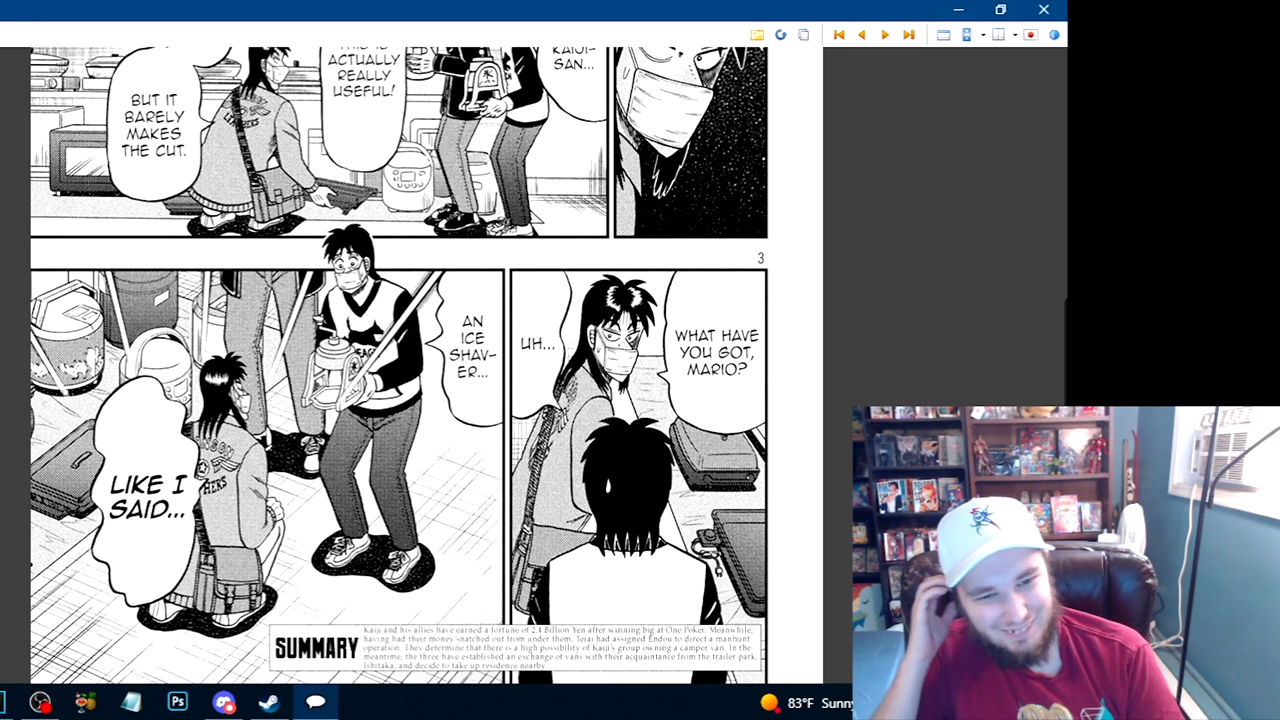 KAIJI-
SAN...
THIS IS
ACTUALLY
REALLY
USEFUL!
BUT IT
BARELY
MAKES
THE CUT.
3
WHAT HAVE
YOU GOT,
MARIO?
UH...
AN
ICE
SHAV-
ER...
LIKE I
SAID...
SUMMARY
Kaiji and his allies have earned a fortune of 2.4 Billion Yen after winning big at One Poker. Meanwhile,
having had their money snatched out from under them, Teiai had assigned Endou to direct a manhunt
operation. They determine that there is a high possibility of Kaiji's group owning a camper van. In the
meantime, the three have established an exchange of vans with their acquaintance from the trailer park,
Ishitaka, and decide to take up residence nearby.
Ps
83°F Sunny